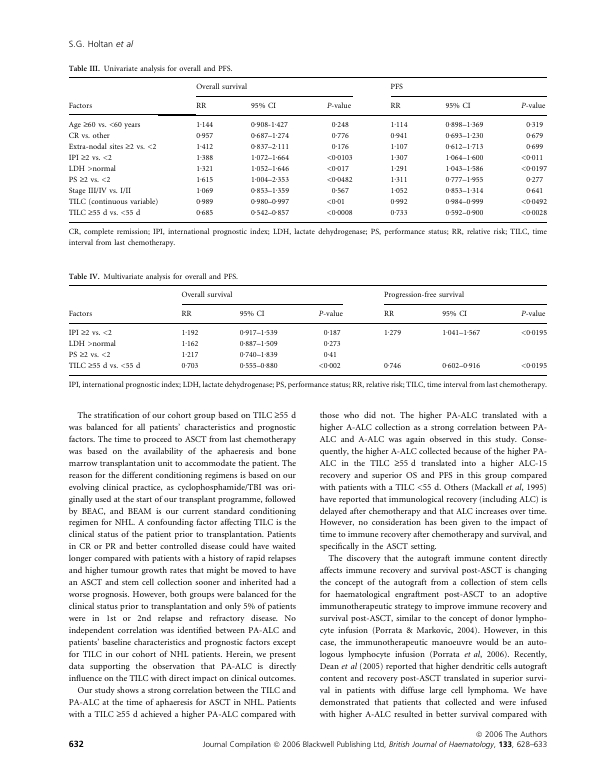 S.G. Holtan et al
Table III. Univariate analysis for overall and PFS.
Overall survival PFS
Factors RR 95% CI P-value RR 95% CI P-value
Age ≥60 vs. <60 years 1·144 0·908–1·427 0·248 1·114 0·898–1·369 0·319
CR vs. other 0·957 0·687–1·274 0·776 0·941 0·693–1·230 0·679
Extra-nodal sites ≥2 vs. <2 1·412 0·837–2·111 0·176 1·107 0·612–1·713 0·699
IPI ≥2 vs. <2 1·388 1·072–1·664 <0·0103 1·307 1·064–1·600 <0·011
LDH >normal 1·321 1·052–1·646 <0·017 1·291 1·043–1·586 <0·0197
PS ≥2 vs. <2 1·615 1·004–2·353 <0·0482 1·311 0·777–1·955 0·277
Stage III/IV vs. I/II 1·069 0·853–1·359 0·567 1·052 0·853–1·314 0·641
TILC (continuous variable) 0·989 0·980–0·997 <0·01 0·992 0·984–0·999 <0·0492
TILC ≥55 d vs. <55 d 0·685 0·542–0·857 <0·0008 0·733 0·592–0·900 <0·0028
CR, complete remission; IPI, international prognostic index; LDH, lactate dehydrogenase; PS, performance status; RR, relative risk; TILC, time
interval from last chemotherapy.
Table IV. Multivariate analysis for overall and PFS.
Overall survival Progression-free survival
Factors RR 95% CI P-value RR 95% CI P-value
IPI ≥2 vs. <2 1·192 0·917–1·539 0·187 1·279 1·041–1·567 <0·0195
LDH >normal 1·162 0·887–1·509 0·273
PS ≥2 vs. <2 1·217 0·740–1·839 0·41
TILC ≥55 d vs. <55 d 0·703 0·555–0·880 <0·002 0·746 0·602–0·916 <0·0195
IPI, international prognostic index; LDH, lactate dehydrogenase; PS, performance status; RR, relative risk; TILC, time interval from last chemotherapy.
The stratification of our cohort group based on TILC ≥55 d
was balanced for all patients' characteristics and prognostic
factors. The time to proceed to ASCT from last chemotherapy
was based on the availability of the aphaeresis and bone
marrow transplantation unit to accommodate the patient. The
reason for the different conditioning regimens is based on our
evolving clinical practice, as cyclophosphamide/TBI was ori-
ginally used at the start of our transplant programme, followed
by BEAC, and BEAM is our current standard conditioning
regimen for NHL. A confounding factor affecting TILC is the
clinical status of the patient prior to transplantation. Patients
in CR or PR and better controlled disease could have waited
longer compared with patients with a history of rapid relapses
and higher tumour growth rates that might be moved to have
an ASCT and stem cell collection sooner and inherited had a
worse prognosis. However, both groups were balanced for the
clinical status prior to transplantation and only 5% of patients
were in 1st or 2nd relapse and refractory disease. No
independent correlation was identified between PA-ALC and
patients' baseline characteristics and prognostic factors except
for TILC in our cohort of NHL patients. Herein, we present
data supporting the observation that PA-ALC is directly
influence on the TILC with direct impact on clinical outcomes.
Our study shows a strong correlation between the TILC and
PA-ALC at the time of aphaeresis for ASCT in NHL. Patients
with a TILC ≥55 d achieved a higher PA-ALC compared with
those who did not. The higher PA-ALC translated with a
higher A-ALC collection as a strong correlation between PA-
ALC and A-ALC was again observed in this study. Conse-
quently, the higher A-ALC collected because of the higher PA-
ALC in the TILC ≥55 d translated into a higher ALC-15
recovery and superior OS and PFS in this group compared
with patients with a TILC <55 d. Others (Mackall et al, 1995)
have reported that immunological recovery (including ALC) is
delayed after chemotherapy and that ALC increases over time.
However, no consideration has been given to the impact of
time to immune recovery after chemotherapy and survival, and
specifically in the ASCT setting.
The discovery that the autograft immune content directly
affects immune recovery and survival post-ASCT is changing
the concept of the autograft from a collection of stem cells
for haematological engraftment post-ASCT to an adoptive
immunotherapeutic strategy to improve immune recovery and
survival post-ASCT, similar to the concept of donor lympho-
cyte infusion (Porrata & Markovic, 2004). However, in this
case, the immunotherapeutic manoeuvre would be an auto-
logous lymphocyte infusion (Porrata et al, 2006). Recently,
Dean et al (2005) reported that higher dendritic cells autograft
content and recovery post-ASCT translated in superior survi-
val in patients with diffuse large cell lymphoma. We have
demonstrated that patients that collected and were infused
with higher A-ALC resulted in better survival compared with
© 2006 The Authors
632 Journal Compilation © 2006 Blackwell Publishing Ltd, British Journal of Haematology, 133, 628–633